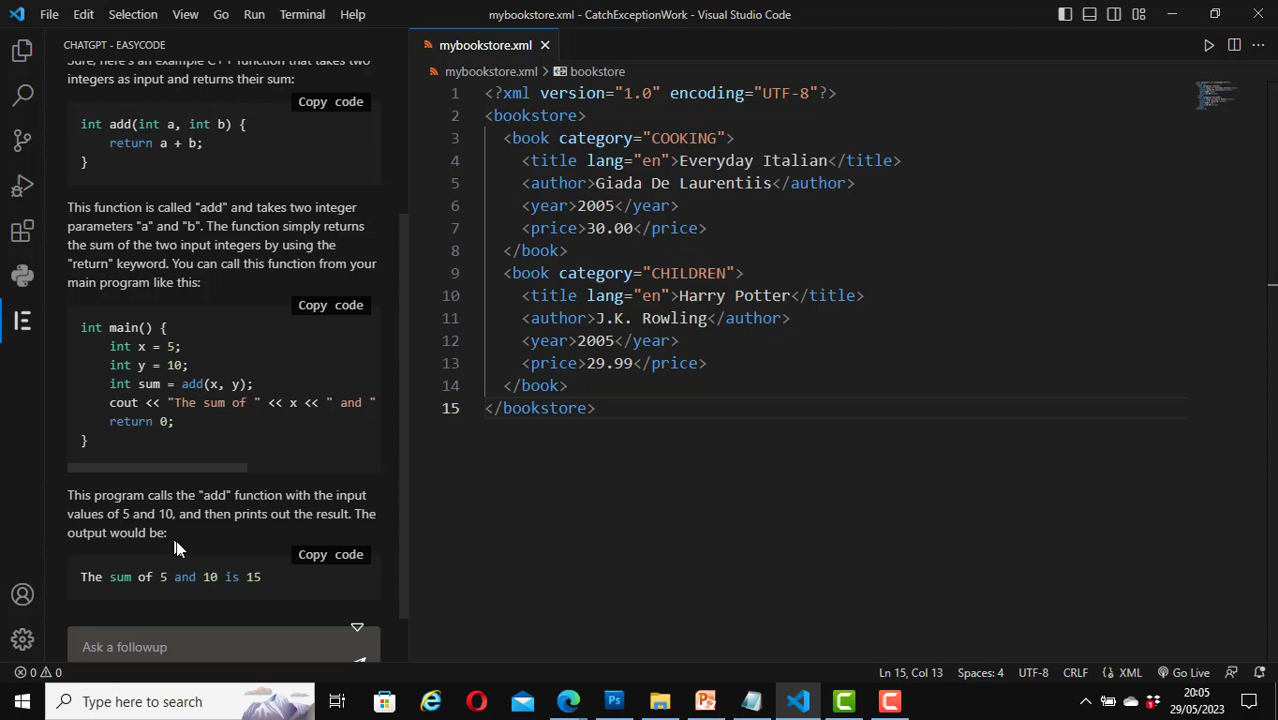 File Edit Selection View Go Run Terminal Help
mybookstore.xml - CatchExceptionWork - Visual Studio Code
CHATGPT - EASYCODE
Sure, here's an example C++ function that takes two
integers as input and returns their sum:
Copy code
int add(int a, int b) {
    return a + b;
}
This function is called "add" and takes two integer
parameters "a" and "b". The function simply returns
the sum of the two input integers by using the
"return" keyword. You can call this function from your
main program like this:
Copy code
int main() {
    int x = 5;
    int y = 10;
    int sum = add(x, y);
    cout << "The sum of " << x << " and "
    return 0;
}
This program calls the "add" function with the input
values of 5 and 10, and then prints out the result. The
output would be:
Copy code
The sum of 5 and 10 is 15
Ask a followup
mybookstore.xml
mybookstore.xml > bookstore
1 <?xml version="1.0" encoding="UTF-8"?>
2 <bookstore>
3   <book category="COOKING">
4     <title lang="en">Everyday Italian</title>
5     <author>Giada De Laurentiis</author>
6     <year>2005</year>
7     <price>30.00</price>
8   </book>
9   <book category="CHILDREN">
10     <title lang="en">Harry Potter</title>
11     <author>J.K. Rowling</author>
12     <year>2005</year>
13     <price>29.99</price>
14   </book>
15 </bookstore>
0 0
Ln 15, Col 13 Spaces: 4 UTF-8 CRLF {} XML Go Live
Type here to search
Ps
20:05
29/05/2023